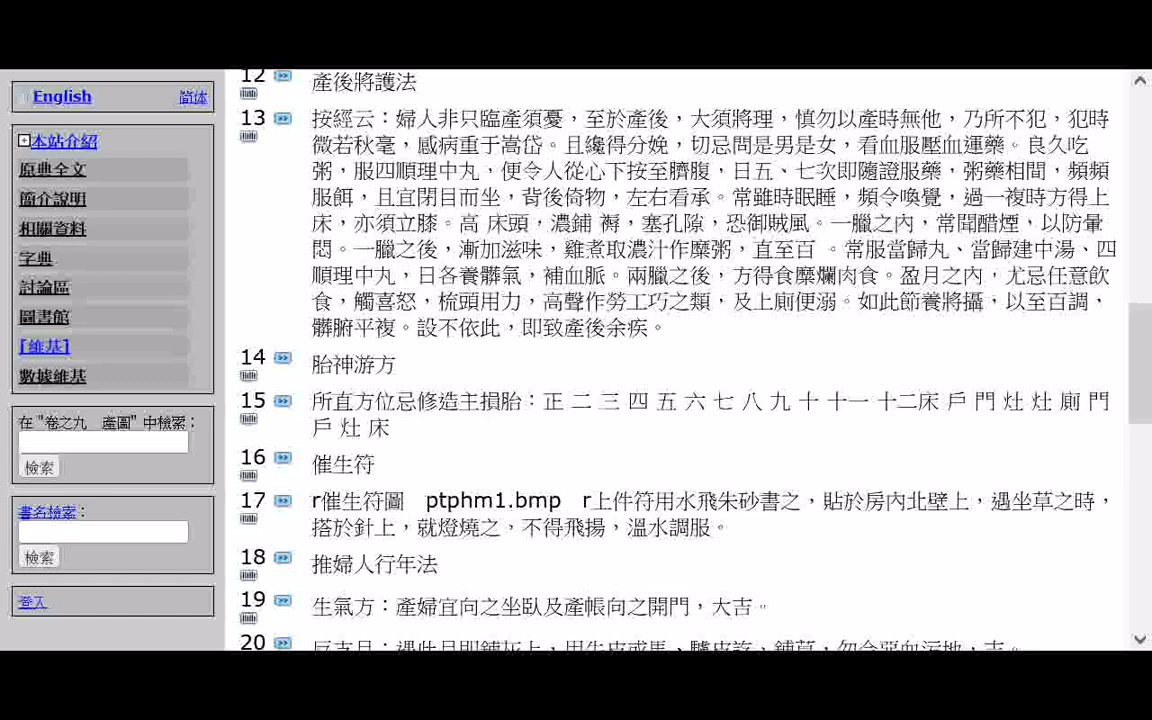 English 简体
本站介紹
原典全文
簡介說明
相關資料
字典
討論區
圖書館
[維基]
數據維基
在 "卷之九　產圖" 中檢索：
檢索
書名檢索：
檢索
登入
12 產後將護法
13 按經云：婦人非只臨產須憂，至於產後，大須將理，慎勿以產時無他，乃所不犯，犯時
微若秋毫，感病重于嵩岱。且纔得分娩，切忌問是男是女，看血服壓血運藥。良久吃
粥，服四順理中丸，便令人從心下按至臍腹，日五、七次即隨證服藥，粥藥相間，頻頻
服餌，且宜閉目而坐，背後倚物，左右看承。常雖時眠睡，頻令喚覺，過一複時方得上
床，亦須立膝。高 床頭，濃鋪 褥，塞孔隙，恐御賊風。一臘之內，常聞醋煙，以防暈
悶。一臘之後，漸加滋味，雞煮取濃汁作糜粥，直至百 。常服當歸丸、當歸建中湯、四
順理中丸，日各養髒氣，補血脈。兩臘之後，方得食糜爛肉食。盈月之內，尤忌任意飲
食，觸喜怒，梳頭用力，高聲作勞工巧之類，及上廁便溺。如此節養將攝，以至百調，
髒腑平複。設不依此，即致產後余疾。
14 胎神游方
15 所直方位忌修造主損胎：正 二 三 四 五 六 七 八 九 十 十一 十二床 戶 門 灶 灶 廁 門
戶 灶 床
16 催生符
17 r催生符圖　ptphm1.bmp　r上件符用水飛朱砂書之，貼於房內北壁上，遇坐草之時，
搭於針上，就燈燒之，不得飛揚，溫水調服。
18 推婦人行年法
19 生氣方：產婦宜向之坐臥及產帳向之開門，大吉。
20